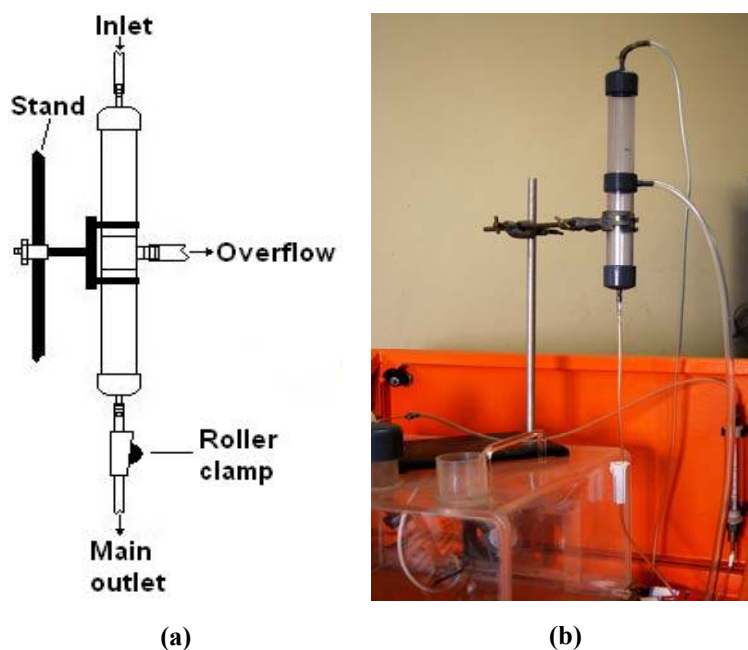 Inlet
Stand
Overflow
Roller
clamp
Main
outlet
(a)
(b)